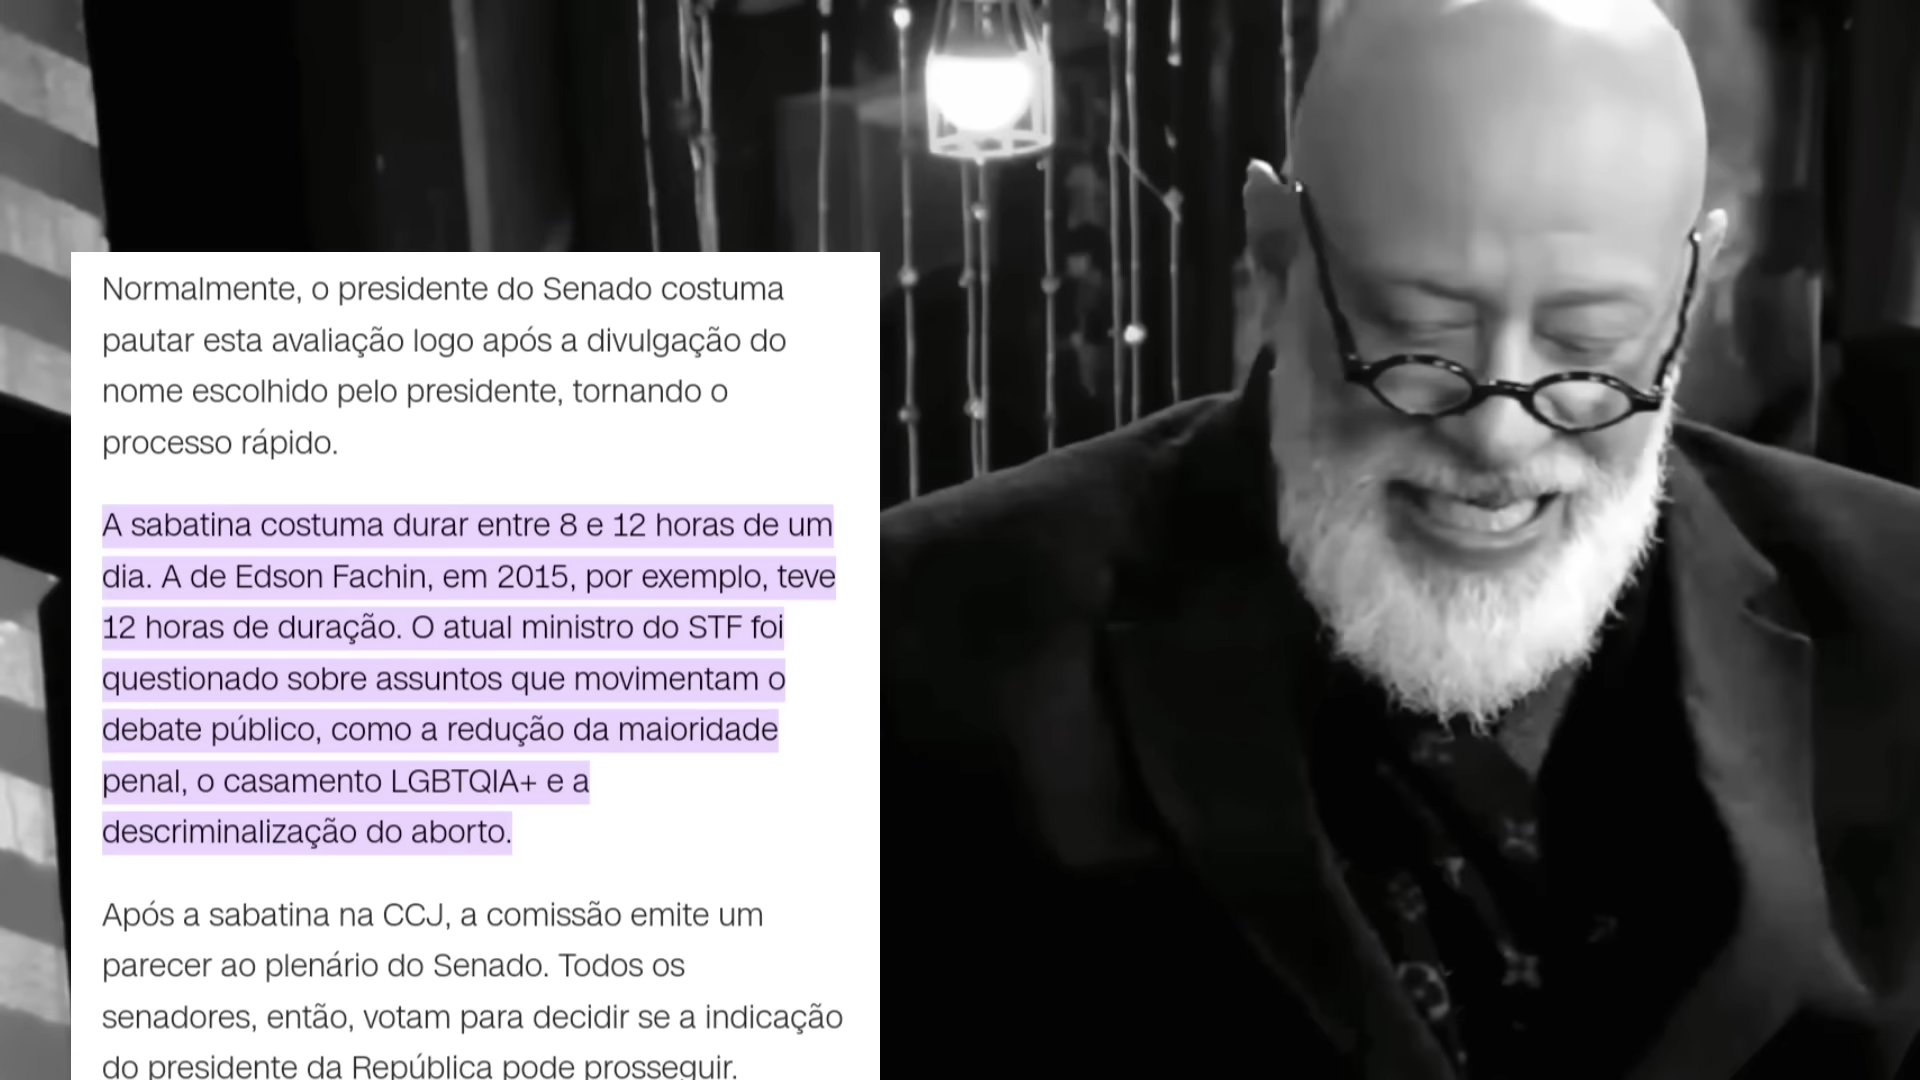 Normalmente, o presidente do Senado costuma
pautar esta avaliação logo após a divulgação do
nome escolhido pelo presidente, tornando o
processo rápido.
A sabatina costuma durar entre 8 e 12 horas de um
dia. A de Edson Fachin, em 2015, por exemplo, teve
12 horas de duração. O atual ministro do STF foi
questionado sobre assuntos que movimentam o
debate público, como a redução da maioridade
penal, o casamento LGBTQIA+ e a
descriminalização do aborto.
Após a sabatina na CCJ, a comissão emite um
parecer ao plenário do Senado. Todos os
senadores, então, votam para decidir se a indicação
do presidente da República pode prosseguir.